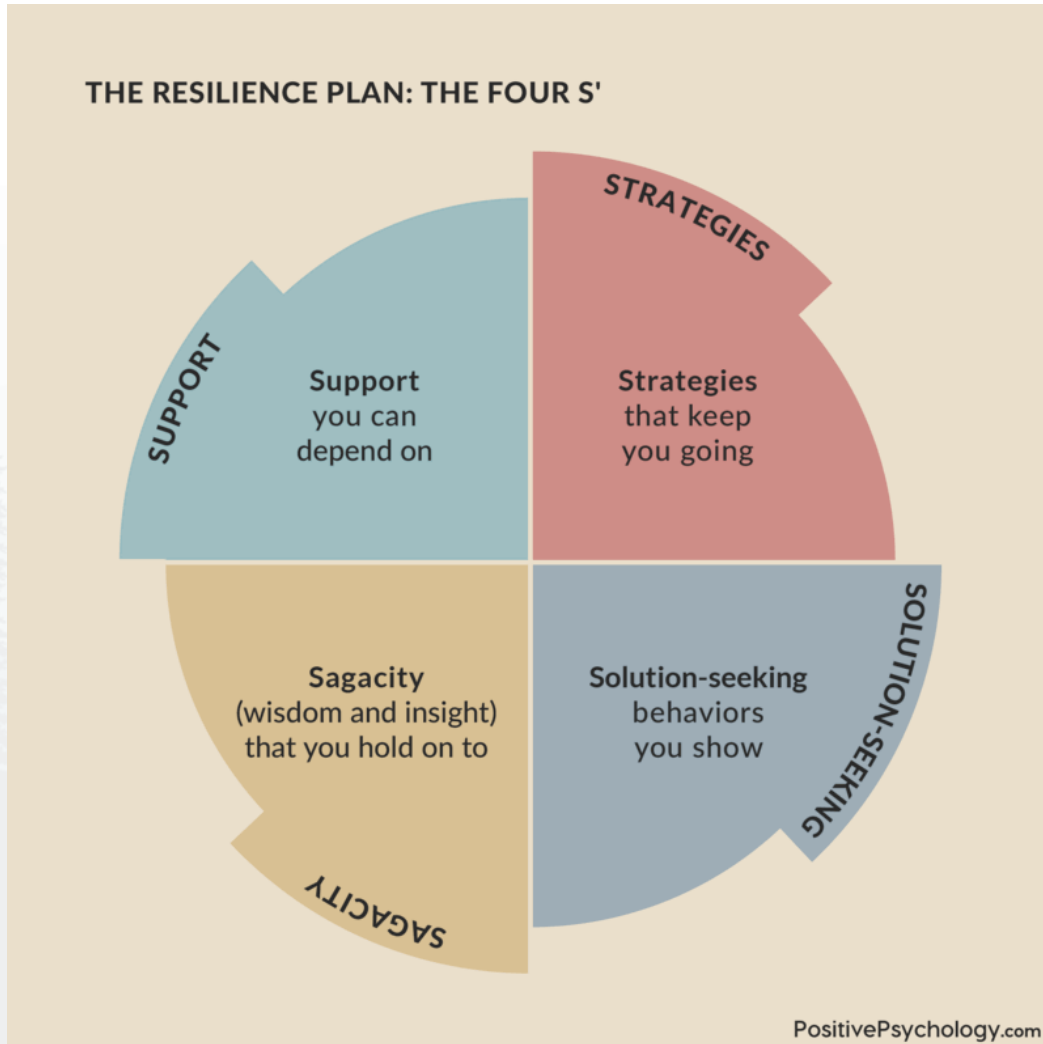 THE RESILIENCE PLAN: THE FOUR S'
SUPPORT
Support
you can
depend on
STRATEGIES
Strategies
that keep
you going
SAGACITY
Sagacity
(wisdom and insight)
that you hold on to
SOLUTION-SEEKING
Solution-seeking
behaviors
you show
PositivePsychology.com